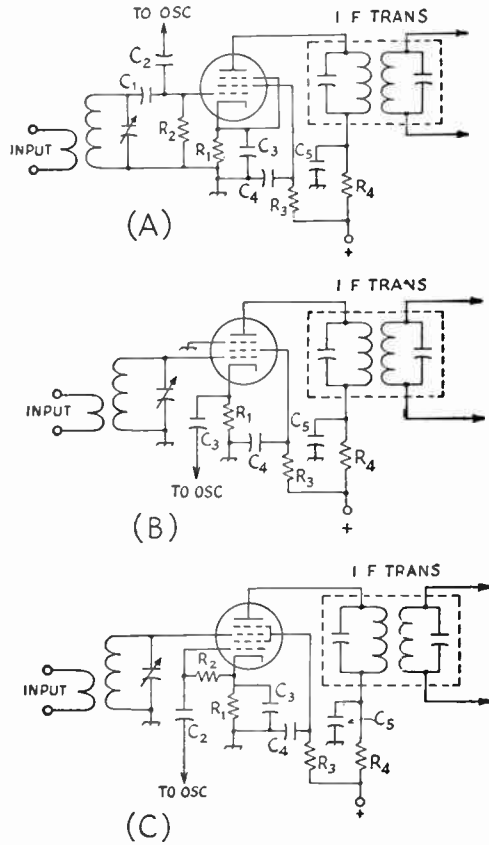 TO OSC
I F TRANS
C2
C1
R2
R1
C3
C4
R3
C5
R4
INPUT
+
(A)
I F TRANS
INPUT
R1
C3
C4
C5
R3
R4
TO OSC
+
(B)
I F TRANS
INPUT
R2
R1
C3
C2
C4
C5
R3
R4
TO OSC
+
(C)